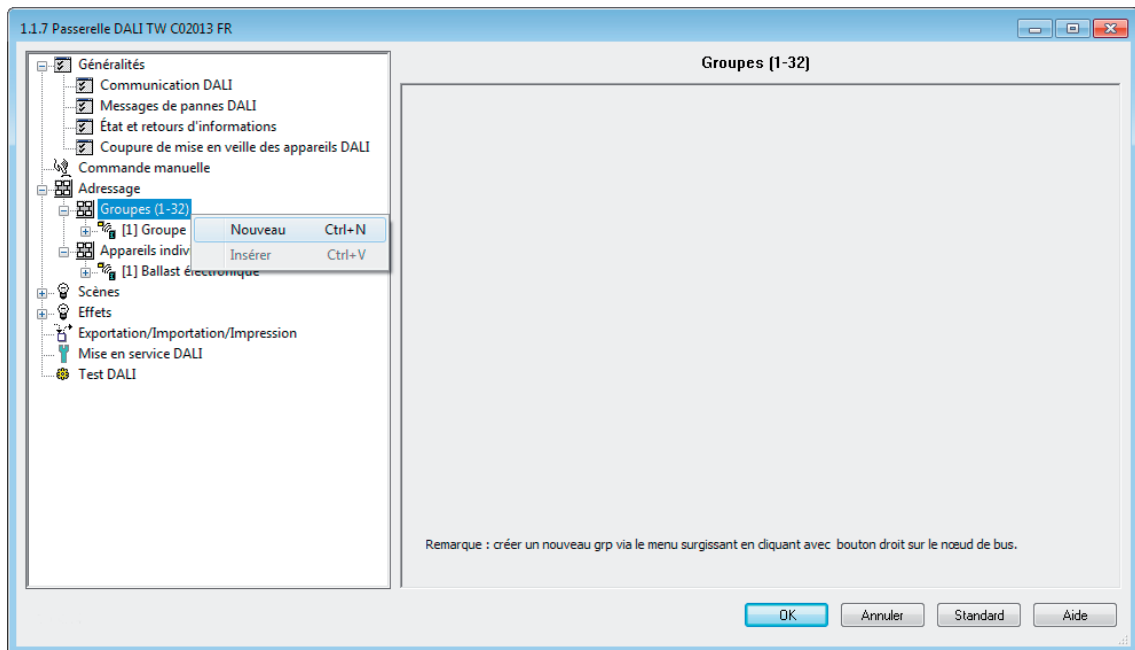 1.1.7 Passerelle DALI TW C02013 FR
Généralités
Communication DALI
Messages de pannes DALI
État et retours d'informations
Coupure de mise en veille des appareils DALI
Commande manuelle
Adressage
Groupes (1-32)
[1] Groupe
Appareils indiv
[1] Ballast électronique
Scènes
Effets
Exportation/Importation/Impression
Mise en service DALI
Test DALI
Nouveau Ctrl+N
Insérer Ctrl+V
Groupes (1-32)
Remarque : créer un nouveau grp via le menu surgissant en cliquant avec bouton droit sur le nœud de bus.
OK Annuler Standard Aide